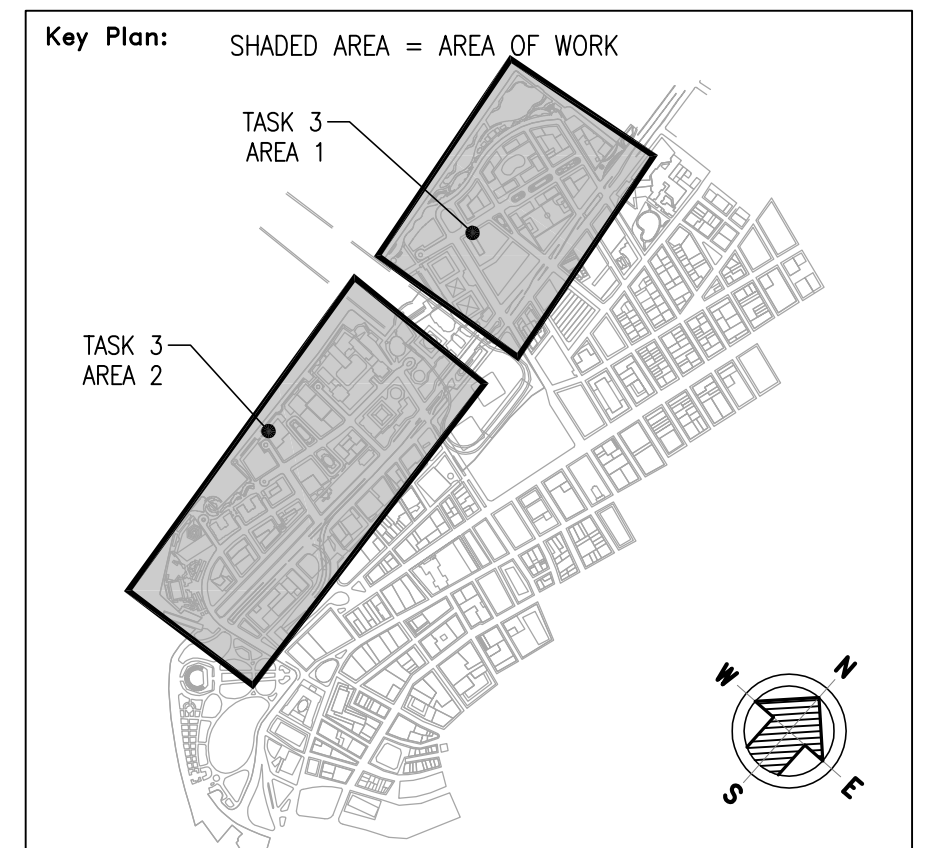 Key Plan:
SHADED AREA = AREA OF WORK
TASK 3
AREA 1
TASK 3
AREA 2
W
N
S
E